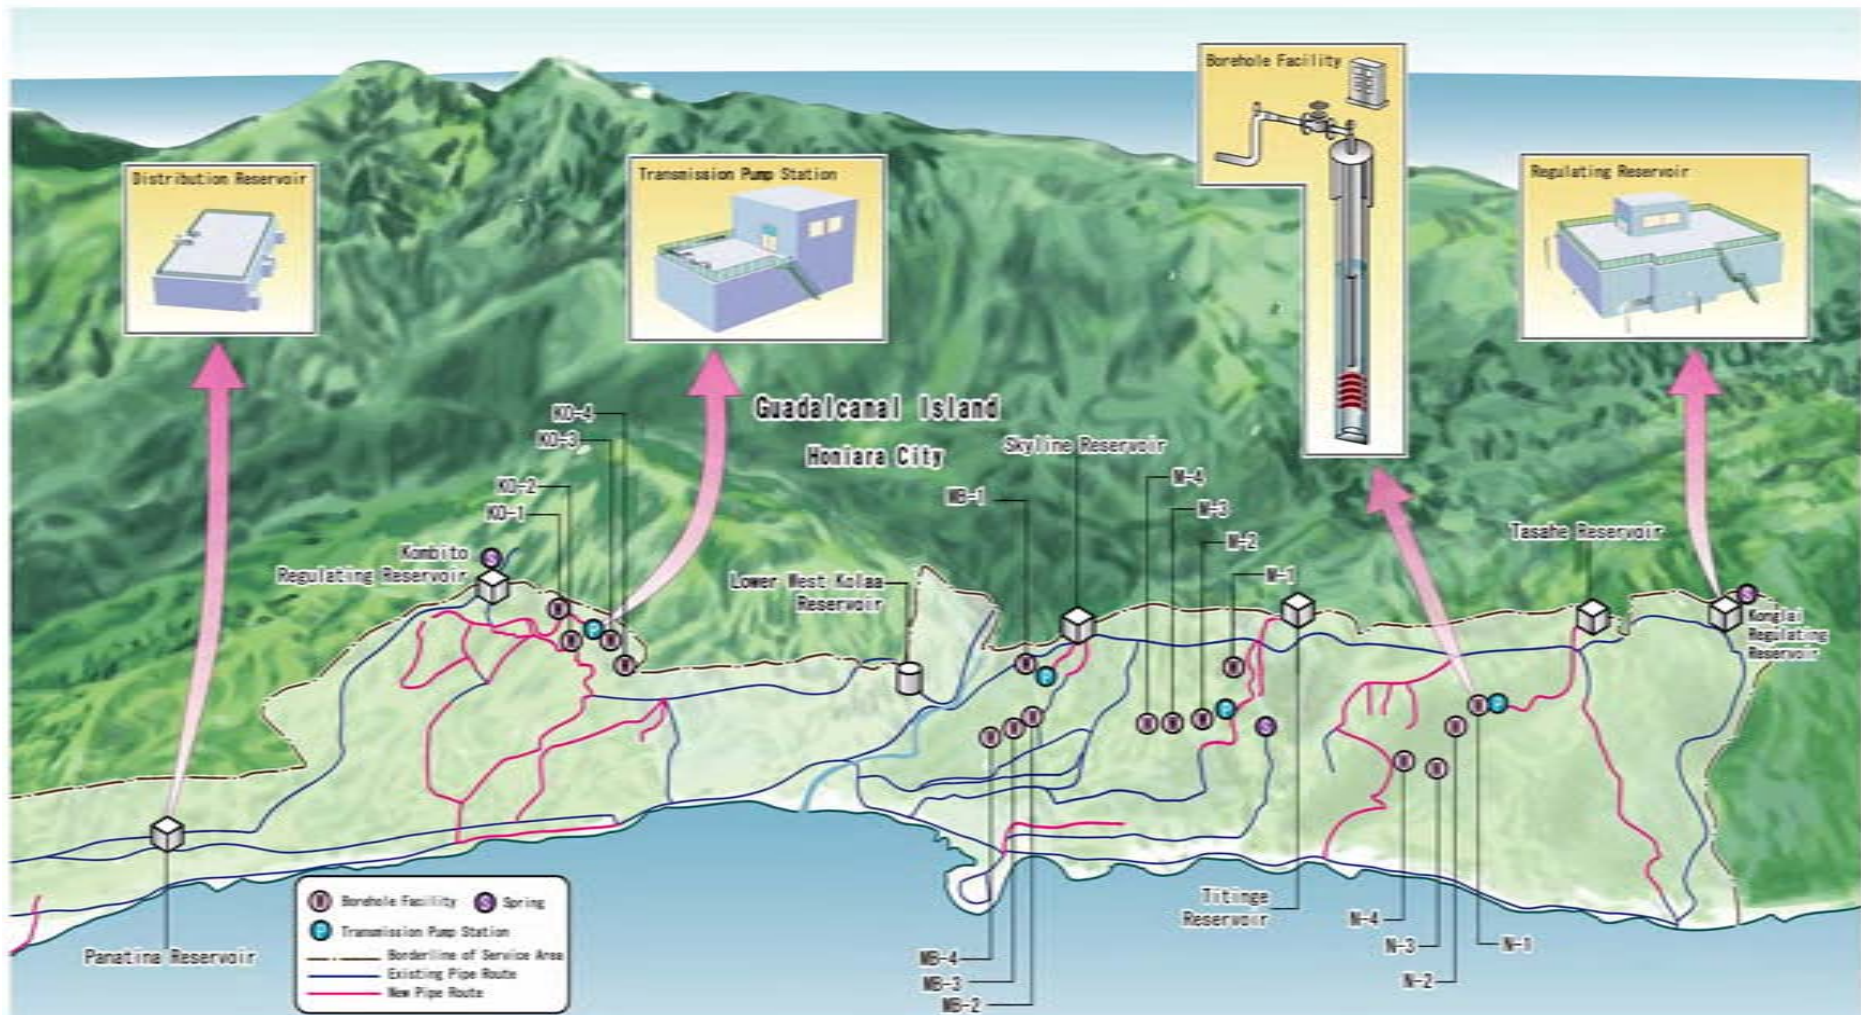 Borehole Facility
Distribution Reservoir
Transmission Pump Station
Regulating Reservoir
Guadalcanal Island
Honiara City
KO-4
KO-3
KO-2
KO-1
Skyline Reservoir
MB-1
M-4
M-3
M-2
M-1
Tasahe Reservoir
Kombito
Regulating Reservoir
Lower West Kolaa
Reservoir
Konglai
Regulating
Reservoir
S
W
P
W
W
W
W
P
W
W
W
W
W
W
W
P
S
W
P
W
W
W
S
Titinge
Reservoir
N-4
N-3
N-2
N-1
MB-4
MB-3
MB-2
Panatina Reservoir
W Borehole Facility
S Spring
P Transmission Pump Station
Borderline of Service Area
Existing Pipe Route
New Pipe Route